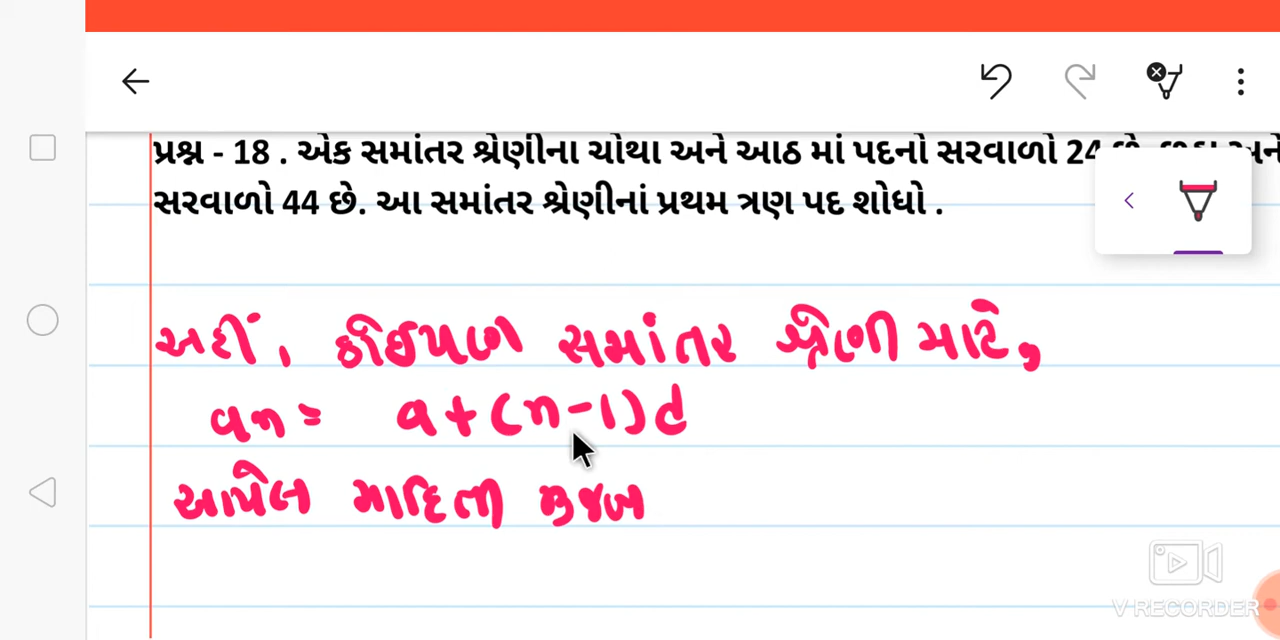 પ્રશ્ન - 18 . એક સમાંતર શ્રેણીના ચોથા અને આઠ માં પદનો સરવાળો 24
સરવાળો 44 છે. આ સમાંતર શ્રેણીનાં પ્રથમ ત્રણ પદ શોધો .
અહીં, કોઈપણ સમાંતર શ્રેણી માટે,
an = a+(n-1)d
આપેલ માહિતી મુજબ
V RECORDER